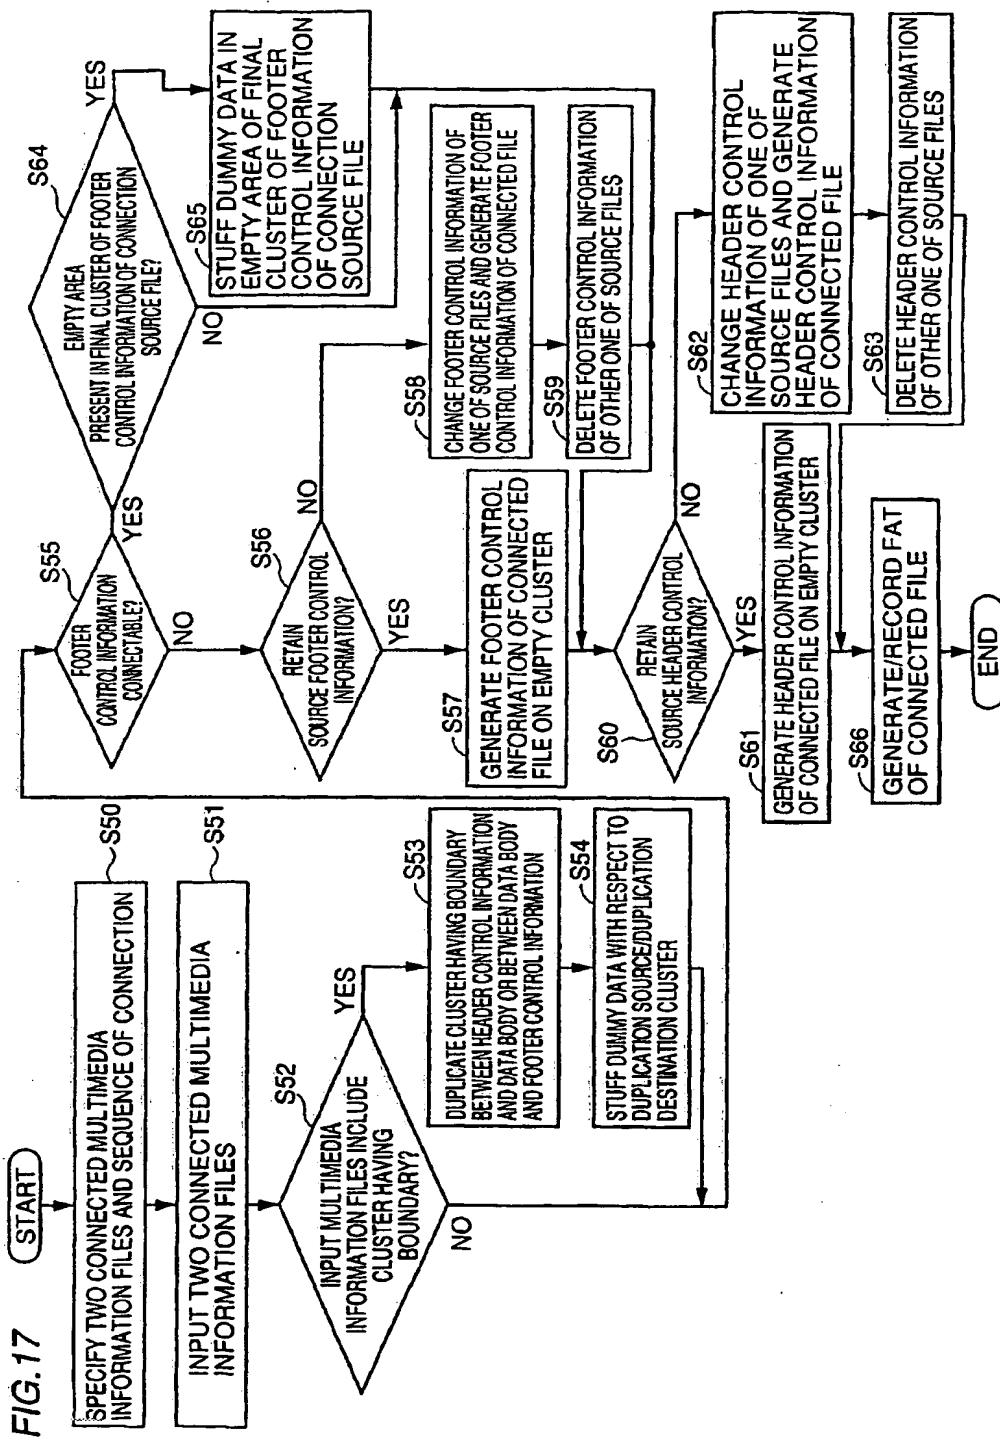 FIG.17
START
S50
SPECIFY TWO CONNECTED MULTIMEDIA
INFORMATION FILES AND SEQUENCE OF CONNECTION
S51
INPUT TWO CONNECTED MULTIMEDIA
INFORMATION FILES
S52
INPUT MULTIMEDIA
INFORMATION FILES INCLUDE
CLUSTER HAVING
BOUNDARY?
YES
NO
S53
DUPLICATE CLUSTER HAVING BOUNDARY
BETWEEN HEADER CONTROL INFORMATION
AND DATA BODY OR BETWEEN DATA BODY
AND FOOTER CONTROL INFORMATION
S54
STUFF DUMMY DATA WITH RESPECT TO
DUPLICATION SOURCE/DUPLICATION
DESTINATION CLUSTER
S55
FOOTER
CONTROL INFORMATION
CONNECTABLE?
YES
NO
S64
EMPTY AREA
PRESENT IN FINAL CLUSTER OF FOOTER
CONTROL INFORMATION OF CONNECTION
SOURCE FILE?
YES
NO
S65
STUFF DUMMY DATA IN
EMPTY AREA OF FINAL
CLUSTER OF FOOTER
CONTROL INFORMATION
OF CONNECTION
SOURCE FILE
S56
RETAIN
SOURCE FOOTER CONTROL
INFORMATION?
NO
YES
S58
CHANGE FOOTER CONTROL INFORMATION OF
ONE OF SOURCE FILES AND GENERATE FOOTER
CONTROL INFORMATION OF CONNECTED FILE
S59
DELETE FOOTER CONTROL INFORMATION
OF OTHER ONE OF SOURCE FILES
S57
GENERATE FOOTER CONTROL
INFORMATION OF CONNECTED
FILE ON EMPTY CLUSTER
S60
RETAIN
SOURCE HEADER CONTROL
INFORMATION?
NO
YES
S62
CHANGE HEADER CONTROL
INFORMATION OF ONE OF
SOURCE FILES AND GENERATE
HEADER CONTROL INFORMATION
OF CONNECTED FILE
S63
DELETE HEADER CONTROL INFORMATION
OF OTHER ONE OF SOURCE FILES
S61
GENERATE HEADER CONTROL INFORMATION
OF CONNECTED FILE ON EMPTY CLUSTER
S66
GENERATE/RECORD FAT
OF CONNECTED FILE
END